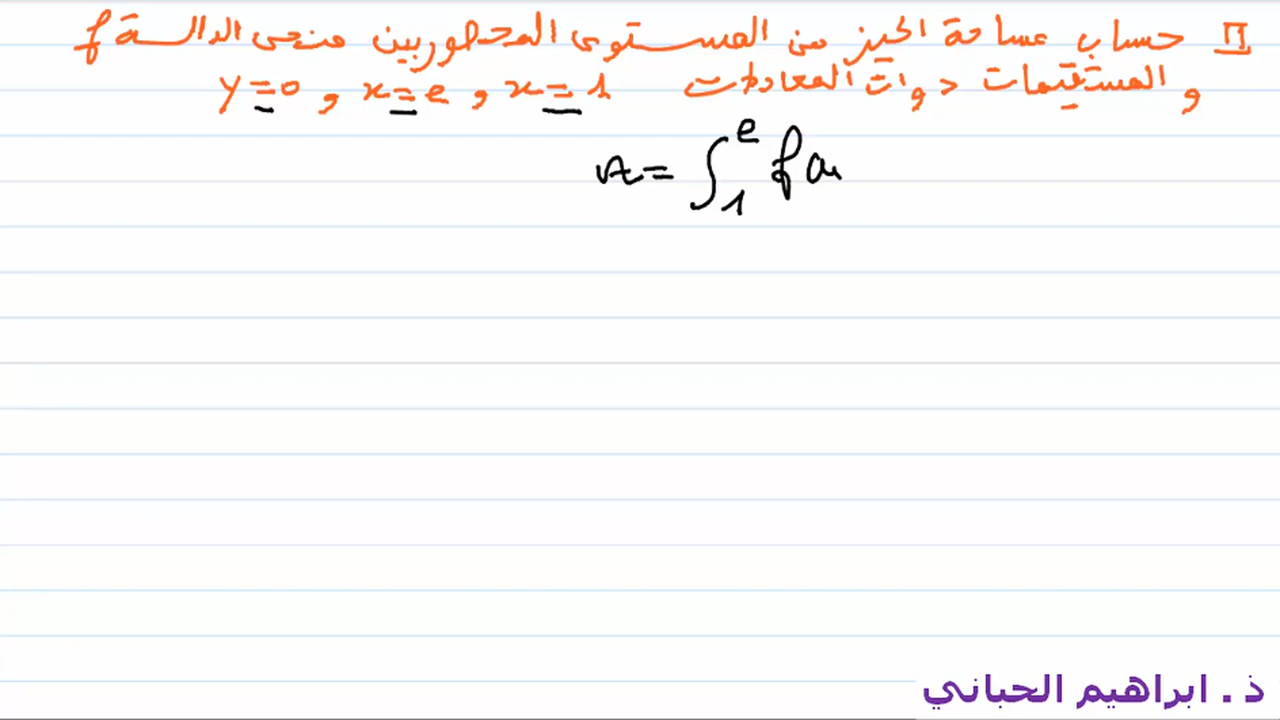 II حساب مساحة الحيز من المستوى المحصور بين منحنى الدالة f
و المستقيمات ذوات المعادلات x = 1 و x = e و y = 0
A = ∫₁ᵉ f(x
ذ . ابراهيم الحباني